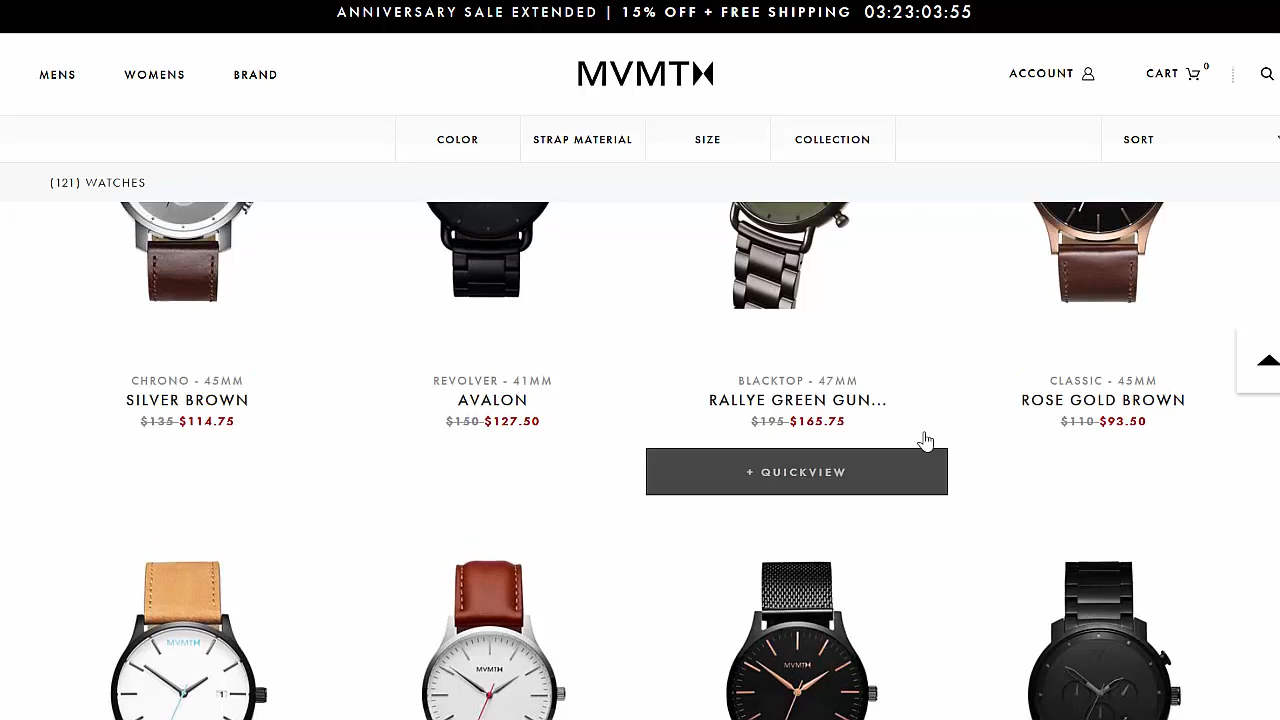 ANNIVERSARY SALE EXTENDED | 15% OFF + FREE SHIPPING 03:23:03:55
MENS WOMENS BRAND MVMT ACCOUNT CART 0
COLOR STRAP MATERIAL SIZE COLLECTION SORT
(121) WATCHES
CHRONO - 45MM REVOLVER - 41MM BLACKTOP - 47MM CLASSIC - 45MM
SILVER BROWN AVALON RALLYE GREEN GUN... ROSE GOLD BROWN
$135 $114.75 $150 $127.50 $195 $165.75 $110 $93.50
+ QUICKVIEW
MVMT MVMT MVMT